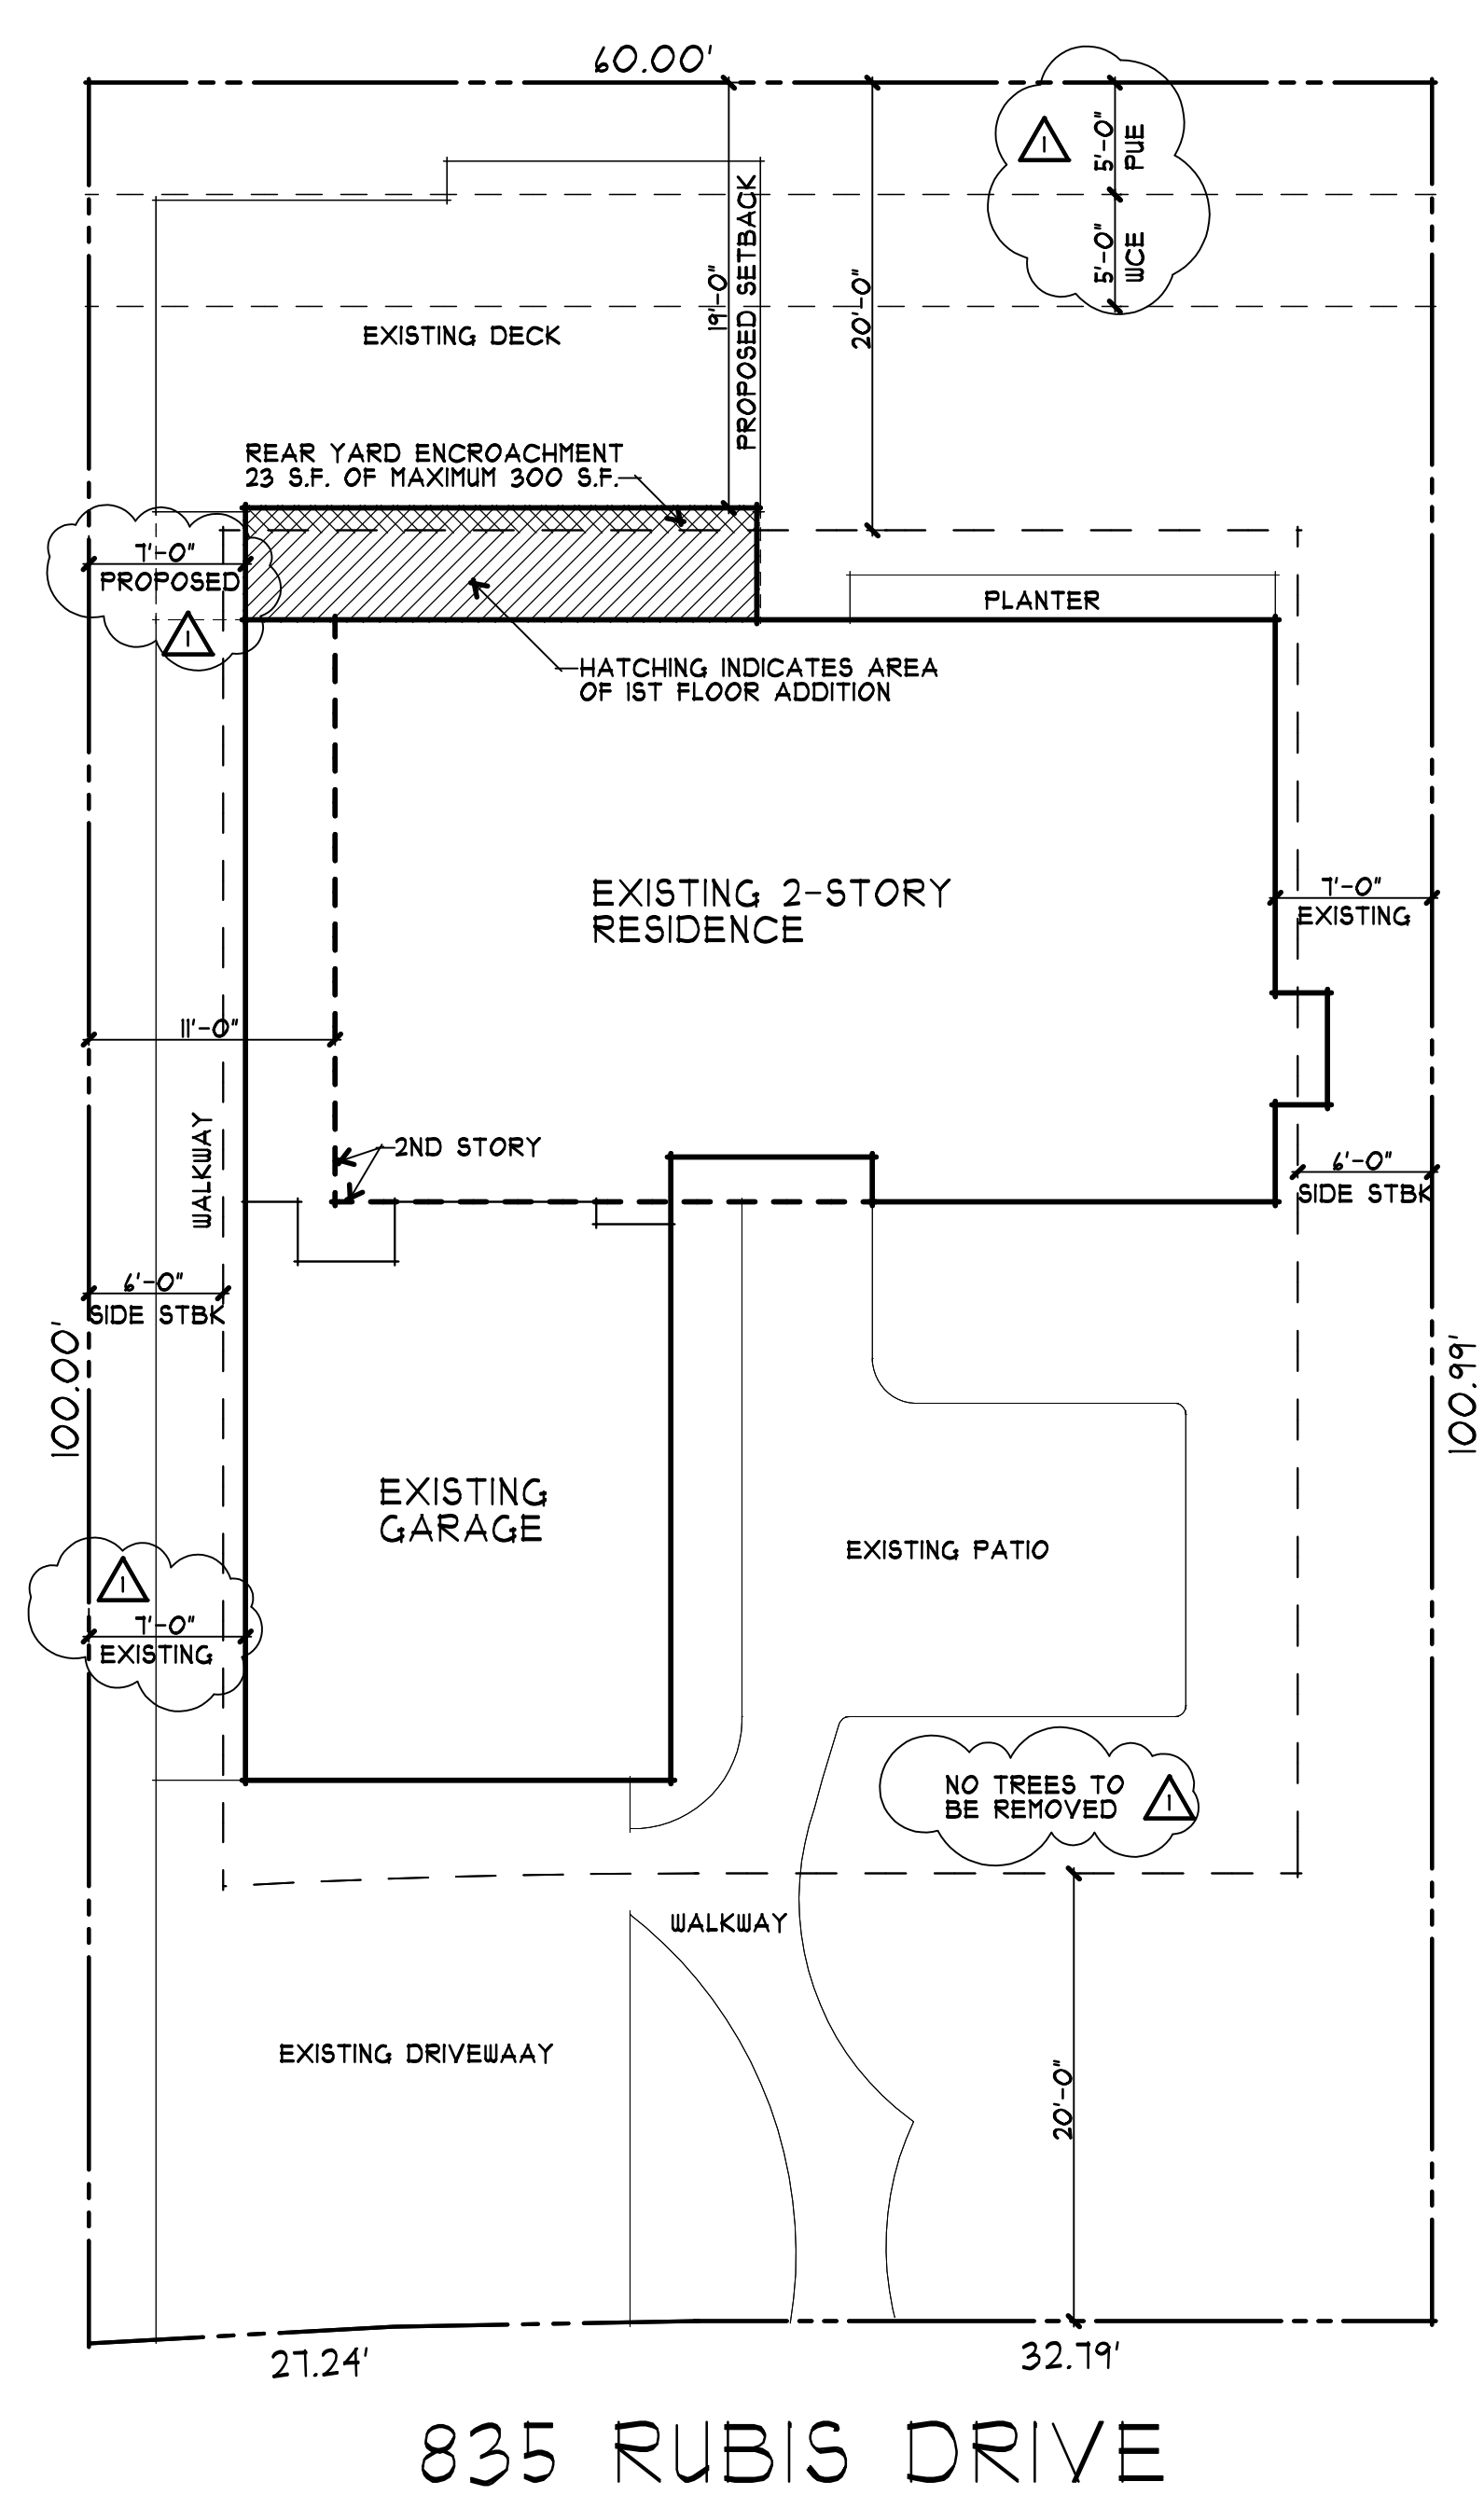 60.00'
1
5'-0"
PUE
5'-0"
WCE
19'-0"
PROPOSED SETBACK
20'-0"
EXISTING DECK
REAR YARD ENCROACHMENT
23 S.F. OF MAXIMUM 300 S.F.
7'-0"
PROPOSED
1
PLANTER
HATCHING INDICATES AREA
OF 1ST FLOOR ADDITION
EXISTING 2-STORY
RESIDENCE
7'-0"
EXISTING
11'-0"
WALKWAY
2ND STORY
6'-0"
SIDE STBK
6'-0"
SIDE STBK
100.00'
100.99'
EXISTING
GARAGE
EXISTING PATIO
1
7'-0"
EXISTING
NO TREES TO
BE REMOVED
1
WALKWAY
EXISTING DRIVEWAAY
20'-0"
27.24'
32.79'
835 RUBIS DRIVE